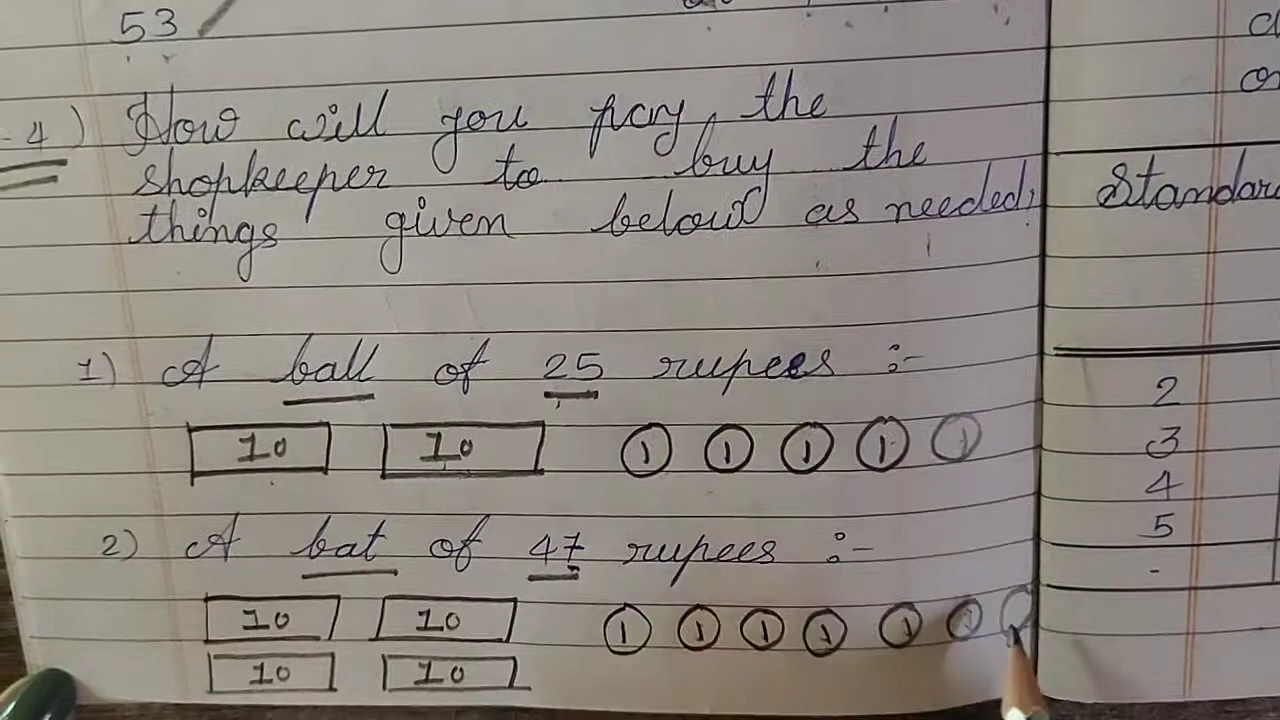 53
-4) How will you pay, the
shopkeeper to buy the
things given below as needed.
1) A ball of 25 rupees :-
10 10 1 1 1 1 1
2) A bat of 47 rupees :-
10 10 1 1 1 1 1 1
10 10
Standar
2
3
4
5
-